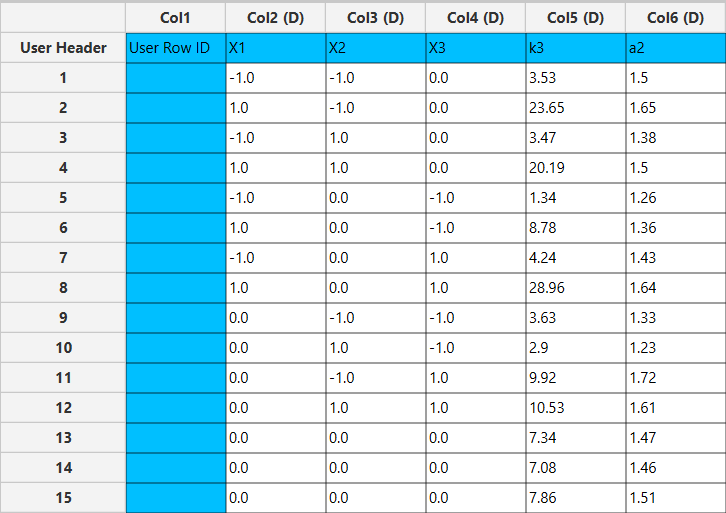 Col1 Col2 (D) Col3 (D) Col4 (D) Col5 (D) Col6 (D)
User Header User Row ID X1 X2 X3 k3 a2
1 -1.0 -1.0 0.0 3.53 1.5
2 1.0 -1.0 0.0 23.65 1.65
3 -1.0 1.0 0.0 3.47 1.38
4 1.0 1.0 0.0 20.19 1.5
5 -1.0 0.0 -1.0 1.34 1.26
6 1.0 0.0 -1.0 8.78 1.36
7 -1.0 0.0 1.0 4.24 1.43
8 1.0 0.0 1.0 28.96 1.64
9 0.0 -1.0 -1.0 3.63 1.33
10 0.0 1.0 -1.0 2.9 1.23
11 0.0 -1.0 1.0 9.92 1.72
12 0.0 1.0 1.0 10.53 1.61
13 0.0 0.0 0.0 7.34 1.47
14 0.0 0.0 0.0 7.08 1.46
15 0.0 0.0 0.0 7.86 1.51